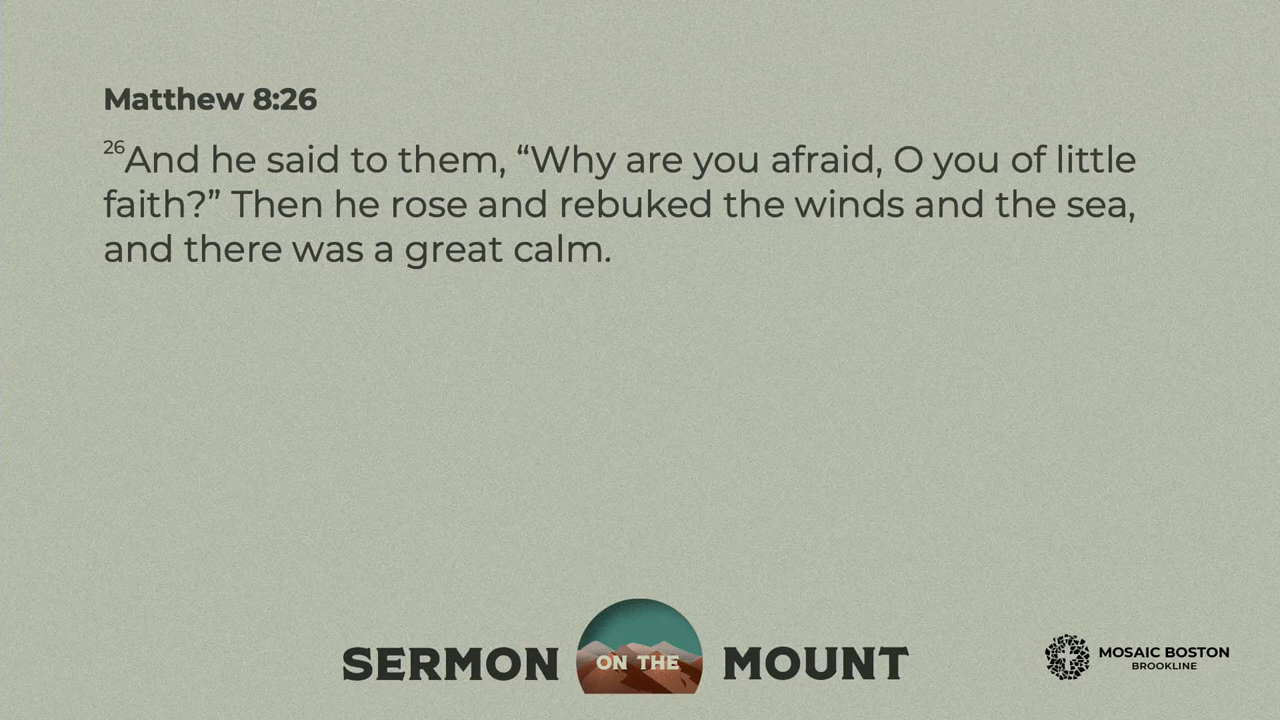 Matthew 8:26
26And he said to them, “Why are you afraid, O you of little
faith?” Then he rose and rebuked the winds and the sea,
and there was a great calm.
SERMON ON THE MOUNT
MOSAIC BOSTON
BROOKLINE